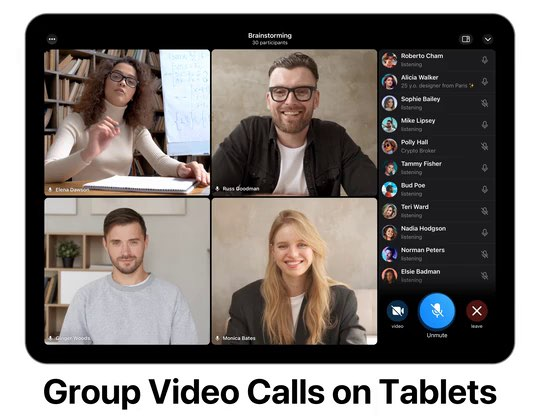 Brainstorming
30 participants
Elena Dawson
Russ Goodman
Ginger Woods
Monica Bates
Roberto Cham
listening
Alicia Walker
25 y.o. designer from Paris ✨
Sophie Bailey
listening
Mike Lipsey
listening
Polly Hall
Crypto Broker
Tammy Fisher
listening
Bud Poe
listening
Teri Ward
listening
Nadia Hodgson
listening
Norman Peters
listening
Elsie Badman
listening
video
Unmute
leave
Group Video Calls on Tablets